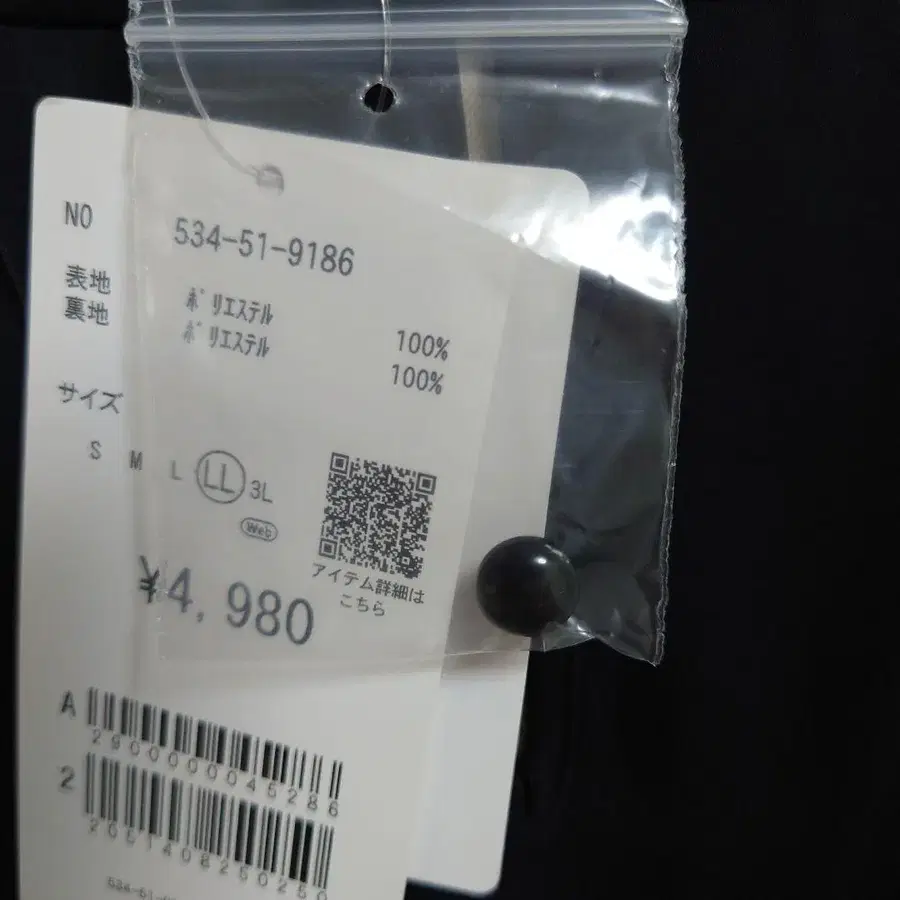 NO 534-51-9186
表地 ポリエステル 100%
裏地 ポリエステル 100%
サイズ
S M L LL 3L
Web
アイテム詳細は
こちら
¥4,980
A
2900000045286
2